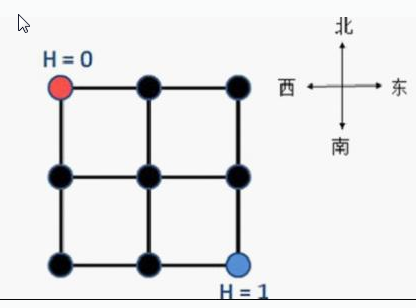 北
H = 0
西 东
南
H = 1